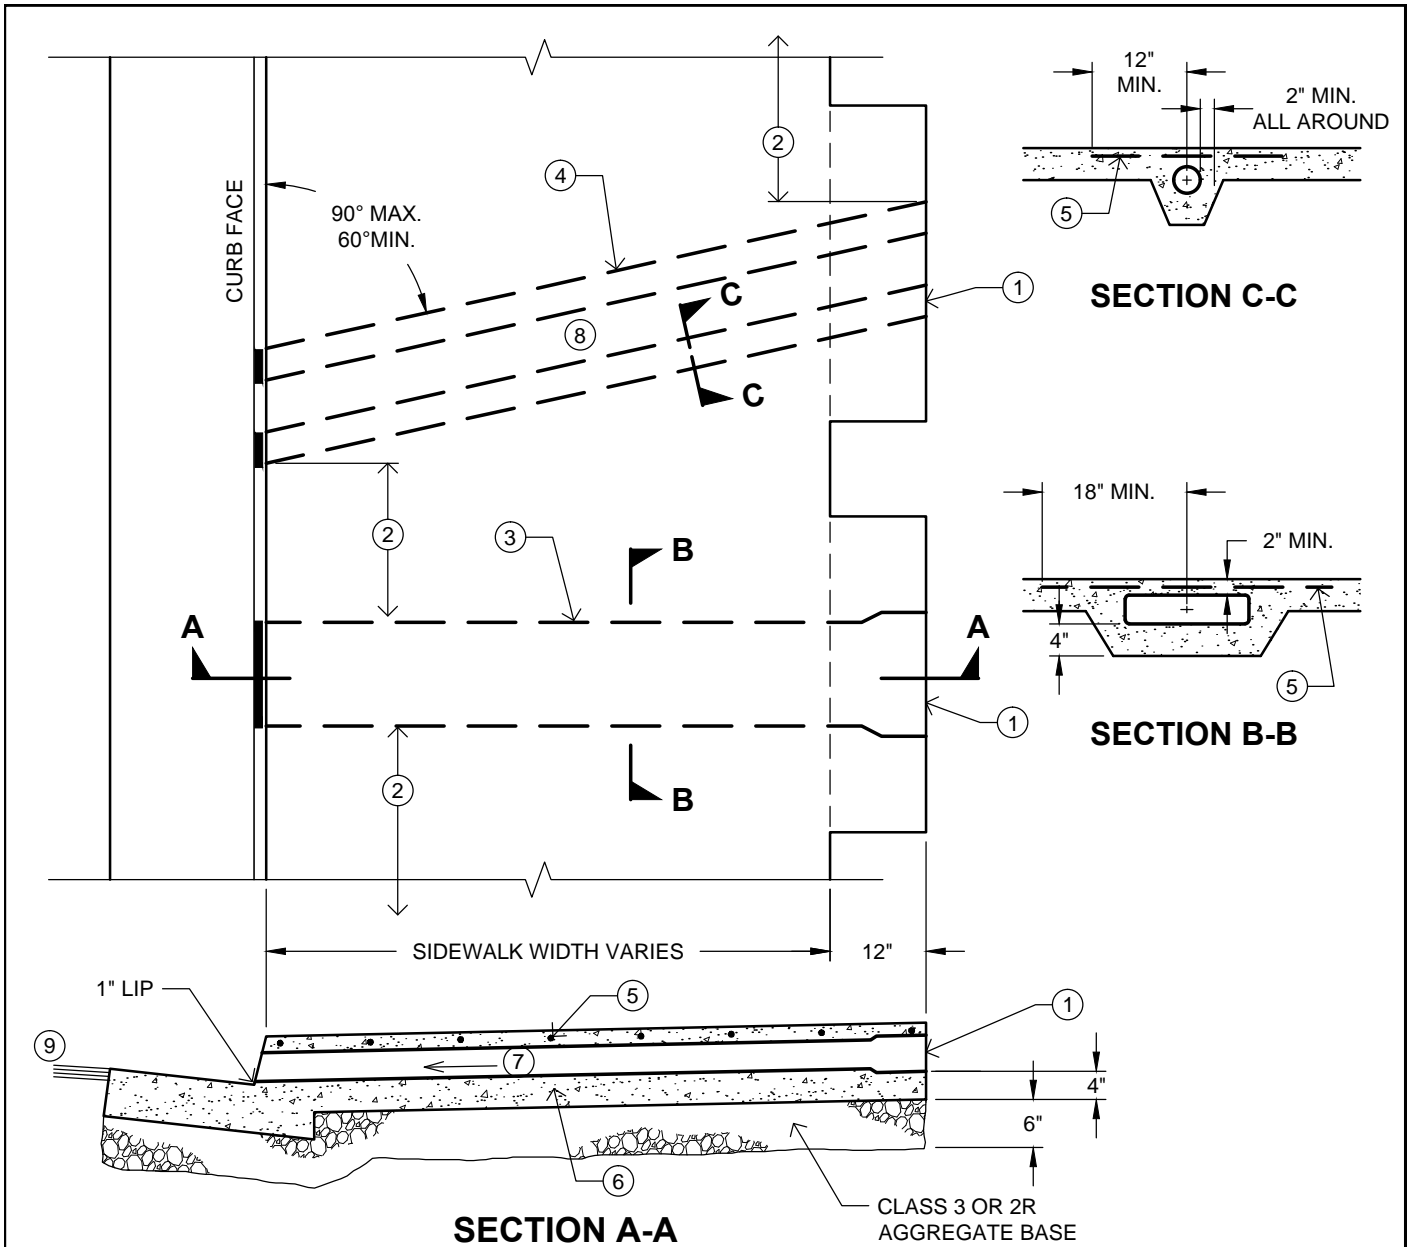 12"
MIN.
2" MIN.
ALL AROUND
2
4
CURB FACE
90° MAX.
60°MIN.
5
C
1
SECTION C-C
8
C
18" MIN.
2
3
B
2" MIN.
A
A
4"
5
1
SECTION B-B
2
B
SIDEWALK WIDTH VARIES
12"
1" LIP
5
1
9
7
4"
6"
6
CLASS 3 OR 2R
AGGREGATE BASE
SECTION A-A